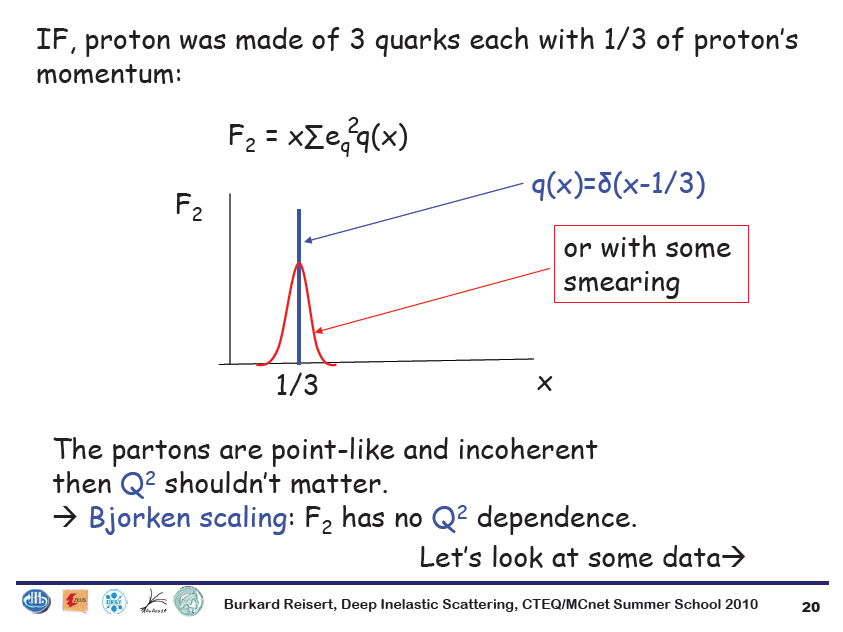 IF, proton was made of 3 quarks each with 1/3 of proton's
momentum:
F₂ = x∑e_q²q(x)
q(x)=δ(x-1/3)
F₂
or with some
smearing
1/3
x
The partons are point-like and incoherent
then Q² shouldn't matter.
→ Bjorken scaling: F₂ has no Q² dependence.
Let's look at some data→
ZEUS
DESY
Burkard Reisert, Deep Inelastic Scattering, CTEQ/MCnet Summer School 2010
20